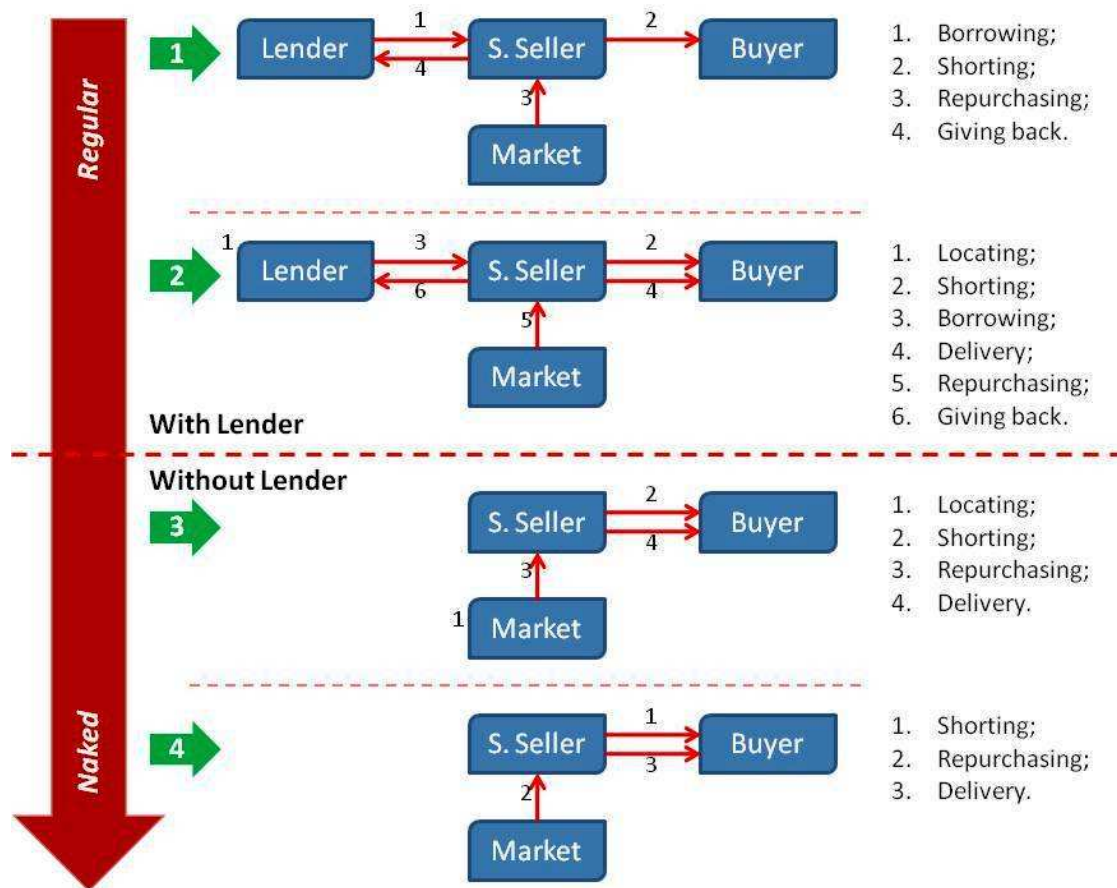 Regular
1
Lender
1
4
S. Seller
2
Buyer
3
Market
1. Borrowing;
2. Shorting;
3. Repurchasing;
4. Giving back.
2
1
Lender
3
6
S. Seller
2
4
Buyer
5
Market
1. Locating;
2. Shorting;
3. Borrowing;
4. Delivery;
5. Repurchasing;
6. Giving back.
With Lender
Without Lender
3
S. Seller
2
4
Buyer
3
1
Market
1. Locating;
2. Shorting;
3. Repurchasing;
4. Delivery.
Naked
4
S. Seller
1
3
Buyer
2
Market
1. Shorting;
2. Repurchasing;
3. Delivery.